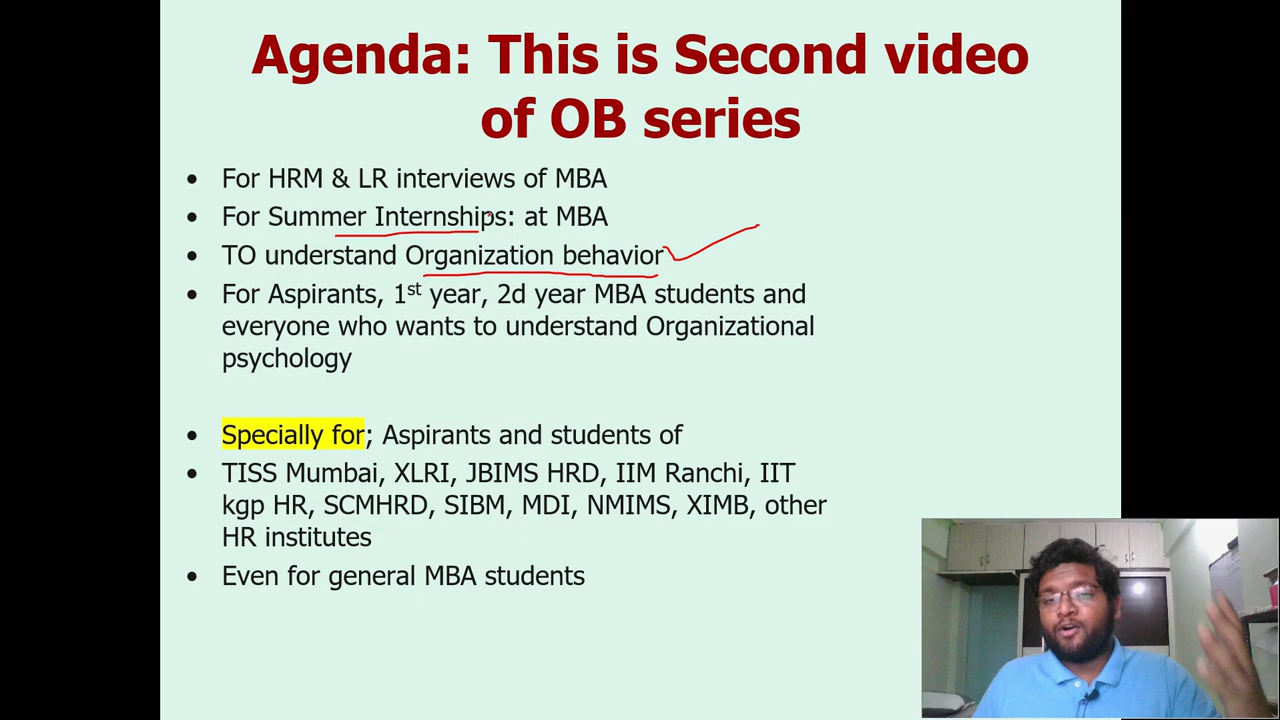 Agenda: This is Second video
of OB series
• For HRM & LR interviews of MBA
• For Summer Internships: at MBA
• TO understand Organization behavior
• For Aspirants, 1st year, 2d year MBA students and
everyone who wants to understand Organizational
psychology
• Specially for; Aspirants and students of
• TISS Mumbai, XLRI, JBIMS HRD, IIM Ranchi, IIT
kgp HR, SCMHRD, SIBM, MDI, NMIMS, XIMB, other
HR institutes
• Even for general MBA students